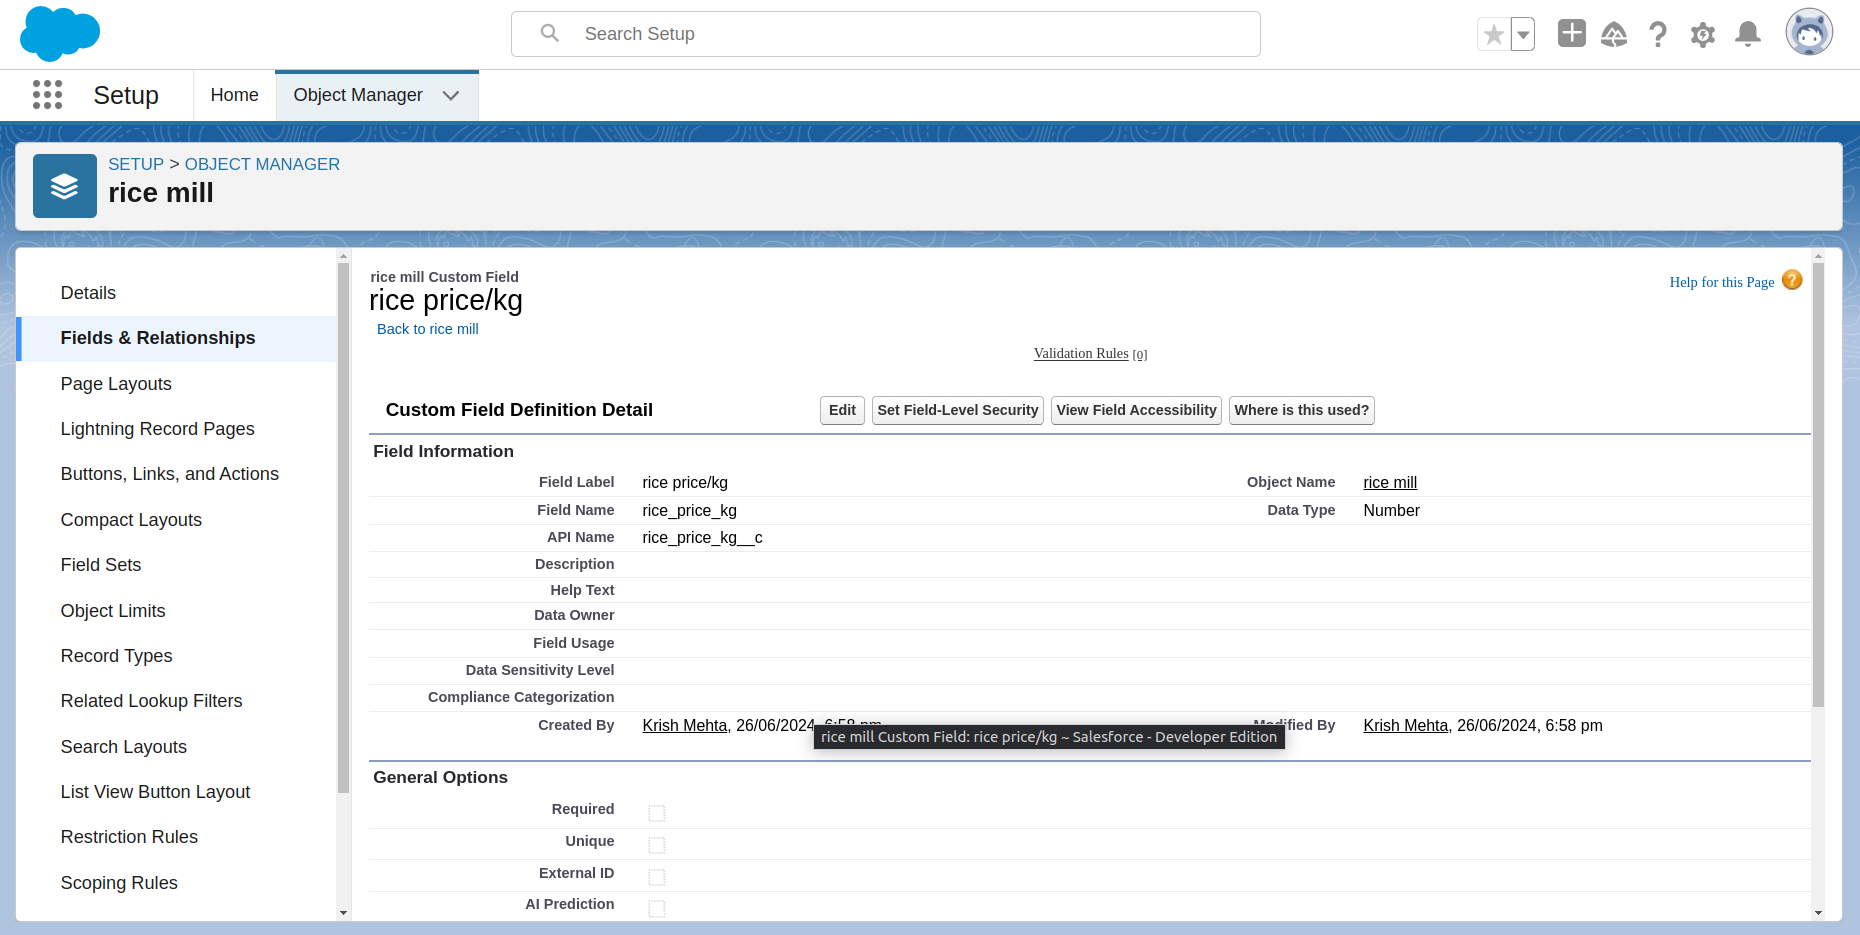 Search Setup
Setup
Home
Object Manager
SETUP > OBJECT MANAGER
rice mill
Details
Fields & Relationships
Page Layouts
Lightning Record Pages
Buttons, Links, and Actions
Compact Layouts
Field Sets
Object Limits
Record Types
Related Lookup Filters
Search Layouts
List View Button Layout
Restriction Rules
Scoping Rules
rice mill Custom Field
rice price/kg
Back to rice mill
Help for this Page
Validation Rules [0]
Custom Field Definition Detail
Edit
Set Field-Level Security
View Field Accessibility
Where is this used?
Field Information
Field Label rice price/kg Object Name rice mill
Field Name rice_price_kg Data Type Number
API Name rice_price_kg__c
Description
Help Text
Data Owner
Field Usage
Data Sensitivity Level
Compliance Categorization
Created By Krish Mehta, 26/06/2024, 6:58 pm Modified By Krish Mehta, 26/06/2024, 6:58 pm
rice mill Custom Field: rice price/kg ~ Salesforce - Developer Edition
General Options
Required
Unique
External ID
AI Prediction